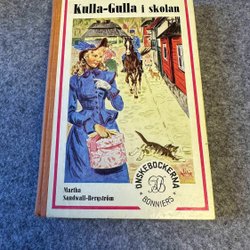 Kulla-Gulla i skolan
Martha
Sandwall-Bergström
ÖNSKEBÖCKERNA
BONNIERS